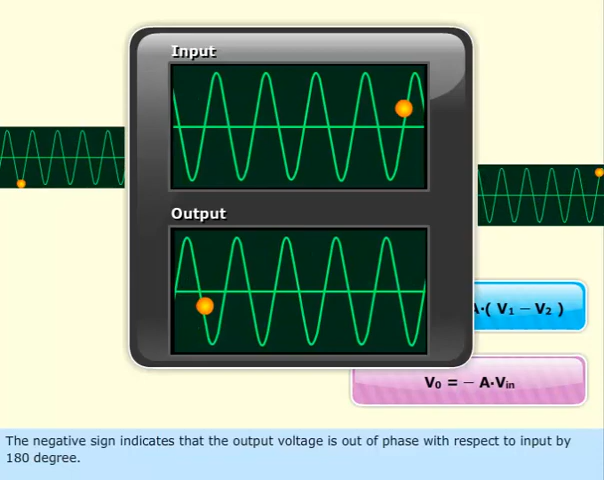 Input
Output
·( V₁ – V₂ )
V₀ = – A·Vᵢₙ
The negative sign indicates that the output voltage is out of phase with respect to input by
180 degree.